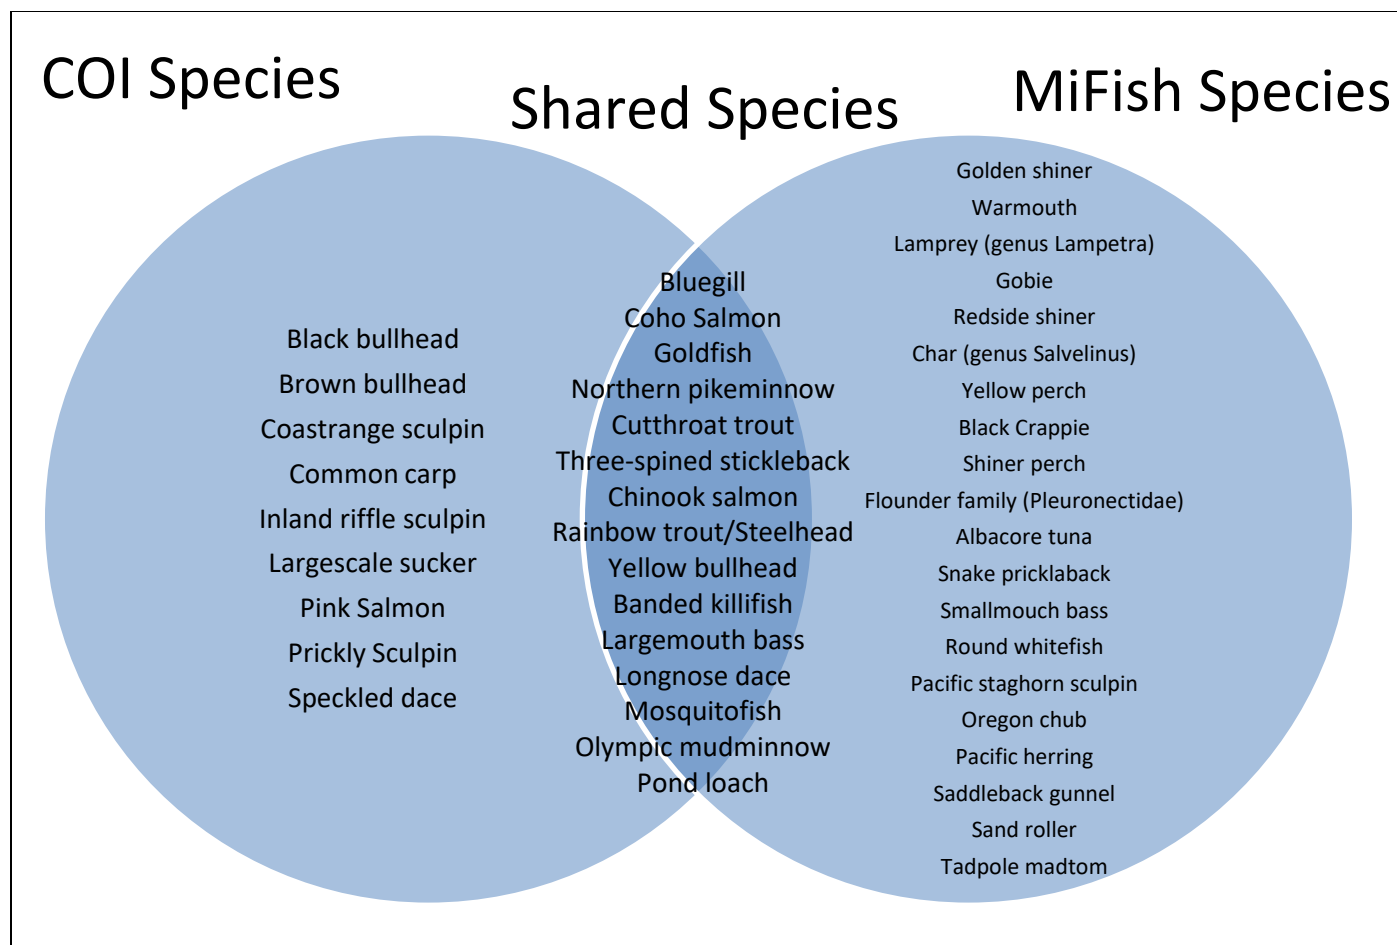 COI Species
Shared Species
MiFish Species
Black bullhead
Brown bullhead
Coastrange sculpin
Common carp
Inland riffle sculpin
Largescale sucker
Pink Salmon
Prickly Sculpin
Speckled dace
Bluegill
Coho Salmon
Goldfish
Northern pikeminnow
Cutthroat trout
Three-spined stickleback
Chinook salmon
Rainbow trout/Steelhead
Yellow bullhead
Banded killifish
Largemouth bass
Longnose dace
Mosquitofish
Olympic mudminnow
Pond loach
Golden shiner
Warmouth
Lamprey (genus Lampetra)
Gobie
Redside shiner
Char (genus Salvelinus)
Yellow perch
Black Crappie
Shiner perch
Flounder family (Pleuronectidae)
Albacore tuna
Snake pricklaback
Smallmouch bass
Round whitefish
Pacific staghorn sculpin
Oregon chub
Pacific herring
Saddleback gunnel
Sand roller
Tadpole madtom